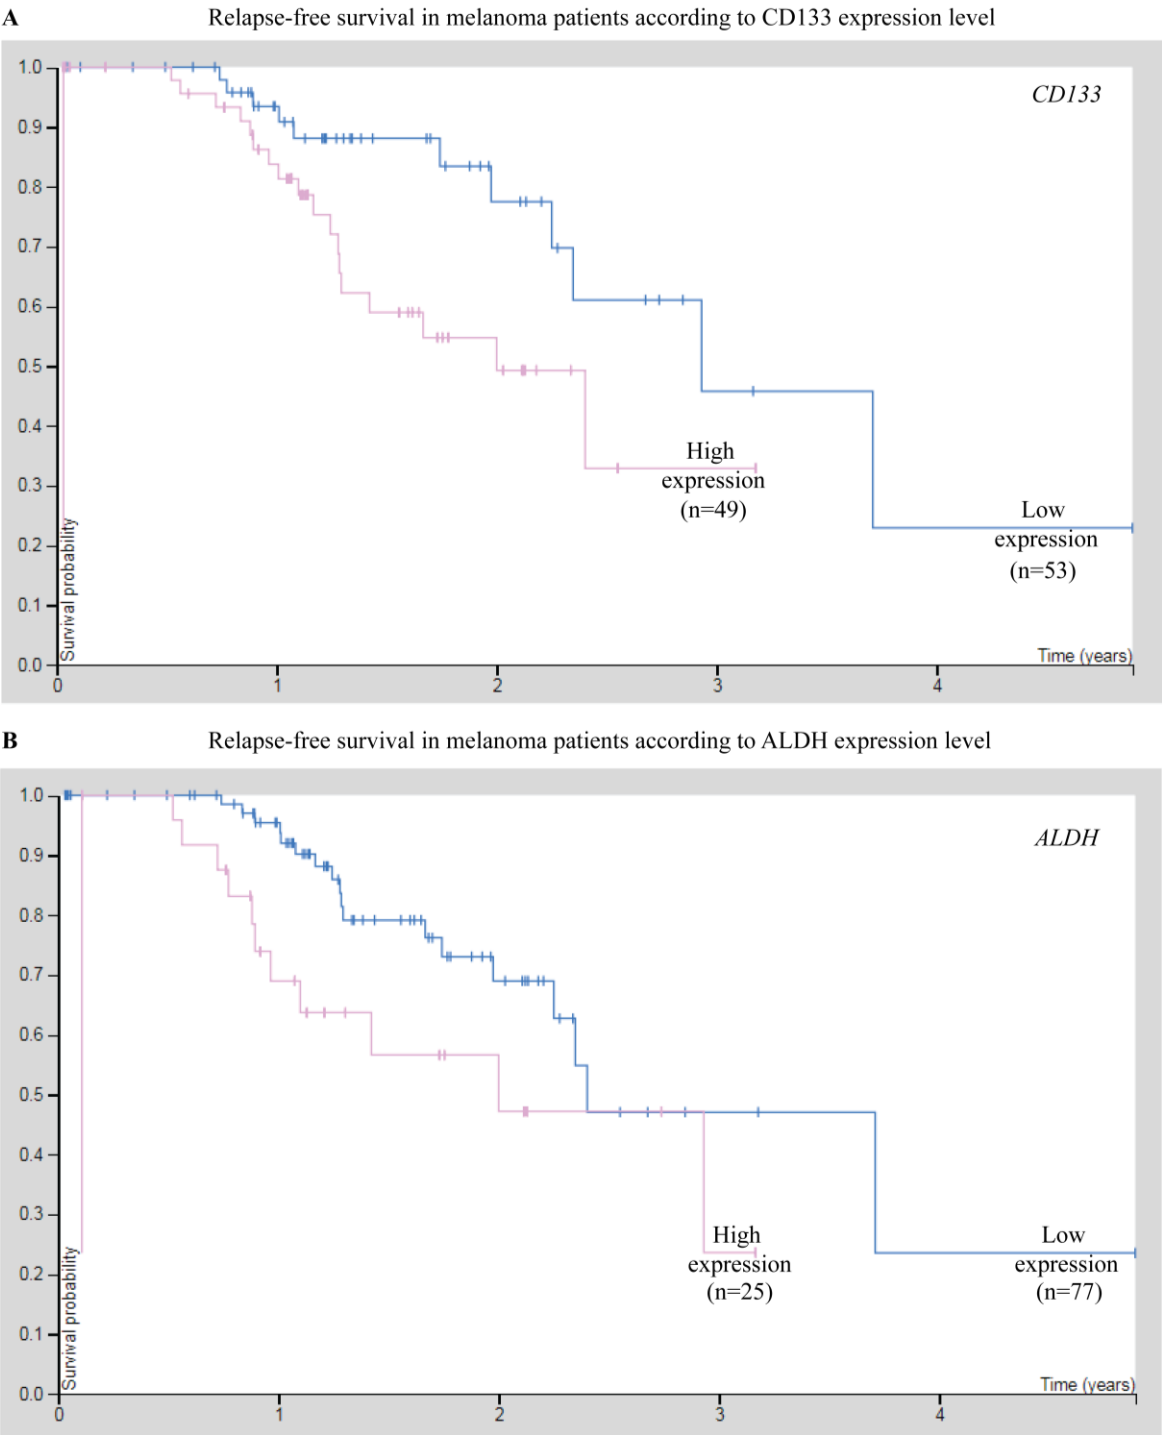 A
Relapse-free survival in melanoma patients according to CD133 expression level
CD133
1.0
0.9
0.8
0.7
0.6
0.5
0.4
0.3
0.2
0.1
0.0
Survival probability
High
expression
(n=49)
Low
expression
(n=53)
Time (years)
0
1
2
3
4
B
Relapse-free survival in melanoma patients according to ALDH expression level
ALDH
1.0
0.9
0.8
0.7
0.6
0.5
0.4
0.3
0.2
0.1
0.0
Survival probability
High
expression
(n=25)
Low
expression
(n=77)
Time (years)
0
1
2
3
4